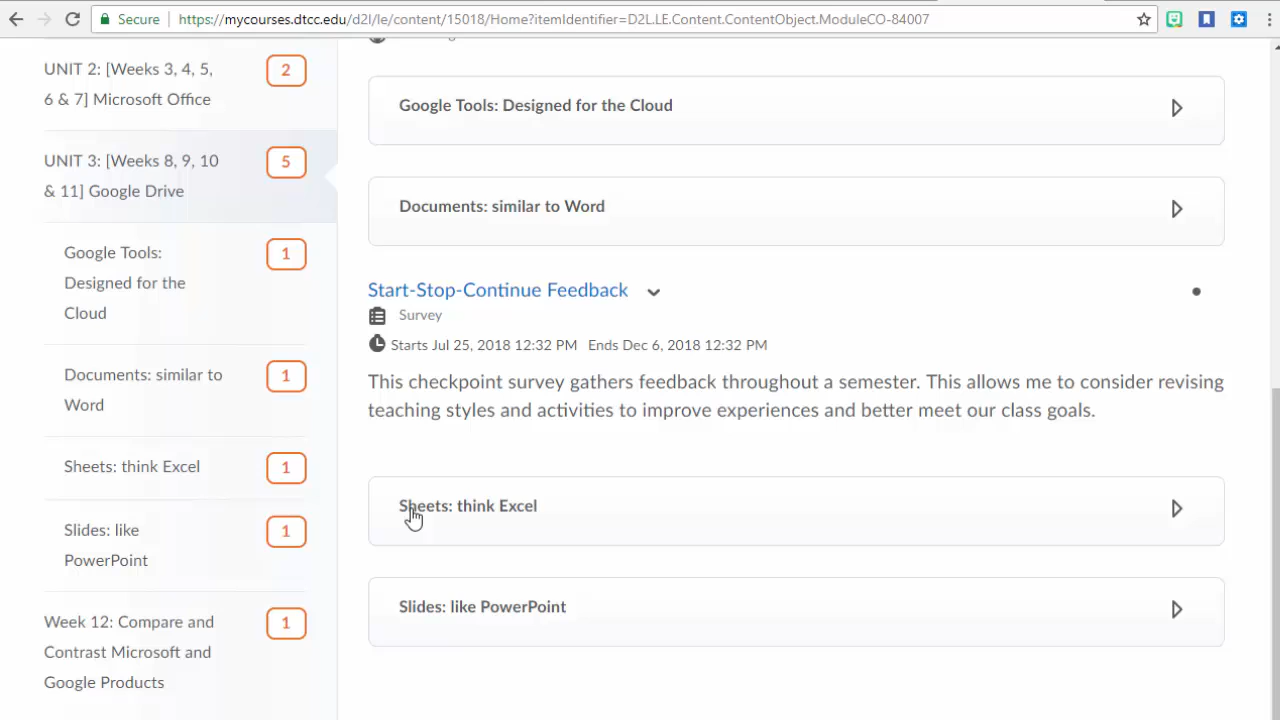 Secure
https://mycourses.dtcc.edu/d2l/le/content/15018/Home?itemIdentifier=D2L.LE.Content.ContentObject.ModuleCO-84007
UNIT 2: [Weeks 3, 4, 5,
6 & 7] Microsoft Office
2
UNIT 3: [Weeks 8, 9, 10
& 11] Google Drive
5
Google Tools:
Designed for the
Cloud
1
Documents: similar to
Word
1
Sheets: think Excel
1
Slides: like
PowerPoint
1
Week 12: Compare and
Contrast Microsoft and
Google Products
1
Google Tools: Designed for the Cloud
Documents: similar to Word
Start-Stop-Continue Feedback
Survey
Starts Jul 25, 2018 12:32 PM Ends Dec 6, 2018 12:32 PM
This checkpoint survey gathers feedback throughout a semester. This allows me to consider revising
teaching styles and activities to improve experiences and better meet our class goals.
Sheets: think Excel
Slides: like PowerPoint